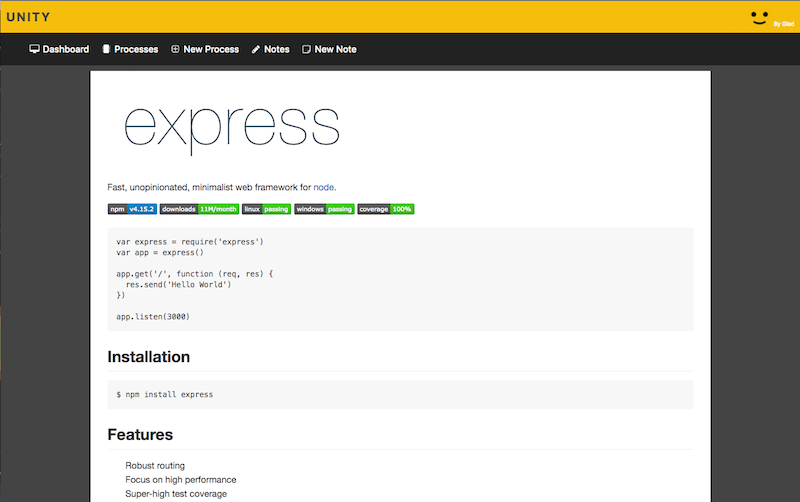 UNITY
By Glad
Dashboard Processes New Process Notes New Note
express
Fast, unopinionated, minimalist web framework for node.
npm v4.15.2 downloads 11M/month linux passing windows passing coverage 100%
var express = require('express')
var app = express()
app.get('/', function (req, res) {
res.send('Hello World')
})
app.listen(3000)
Installation
$ npm install express
Features
Robust routing
Focus on high performance
Super-high test coverage